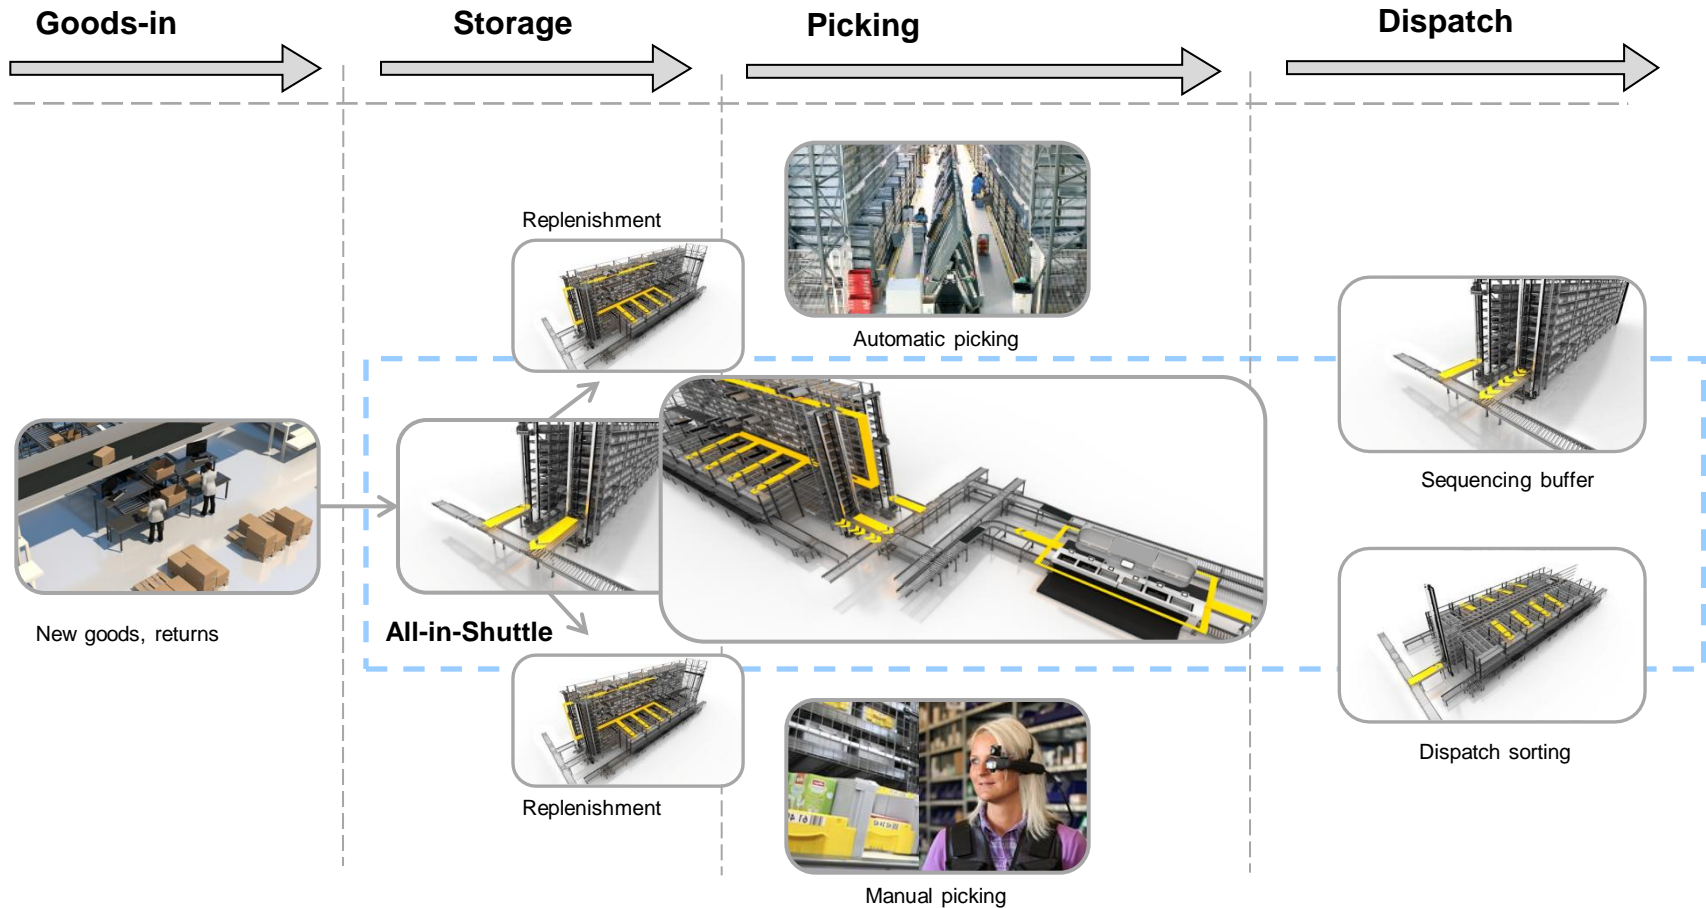 Goods-in
Storage
Picking
Dispatch
Replenishment
Automatic picking
Sequencing buffer
New goods, returns
All-in-Shuttle
Dispatch sorting
Replenishment
Manual picking